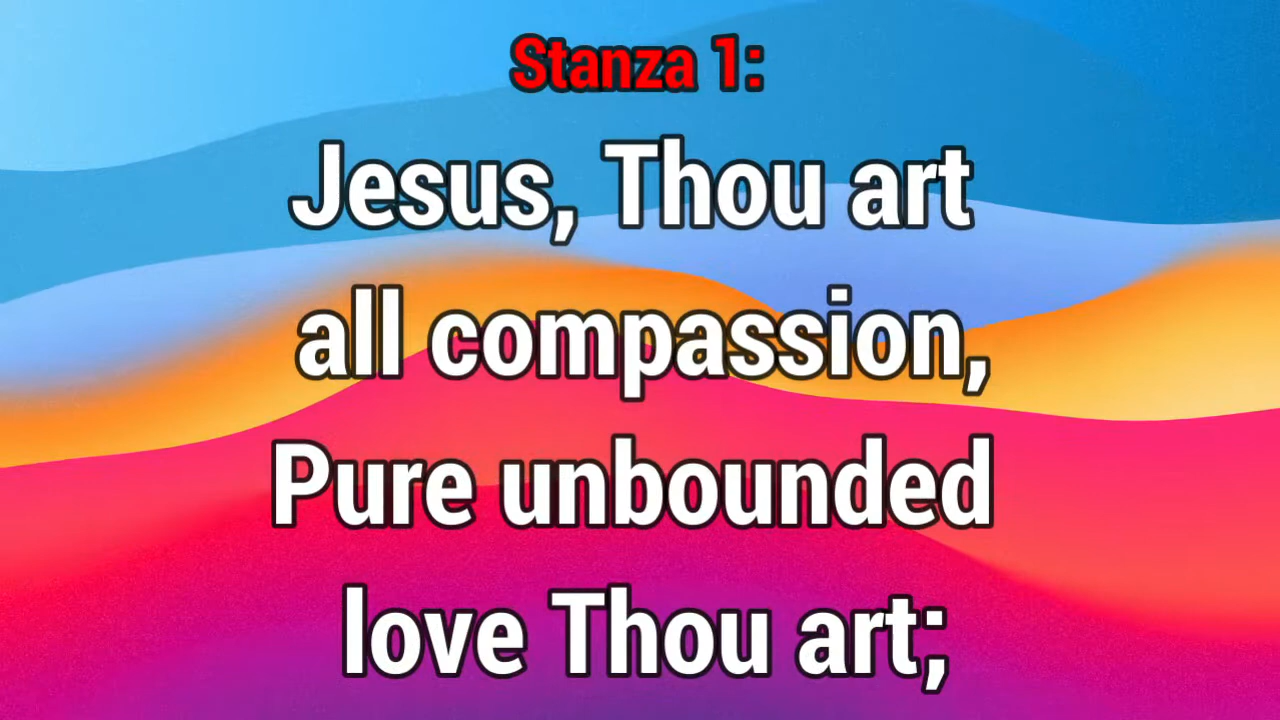 Stanza 1:
Jesus, Thou art
all compassion,
Pure unbounded
love Thou art;